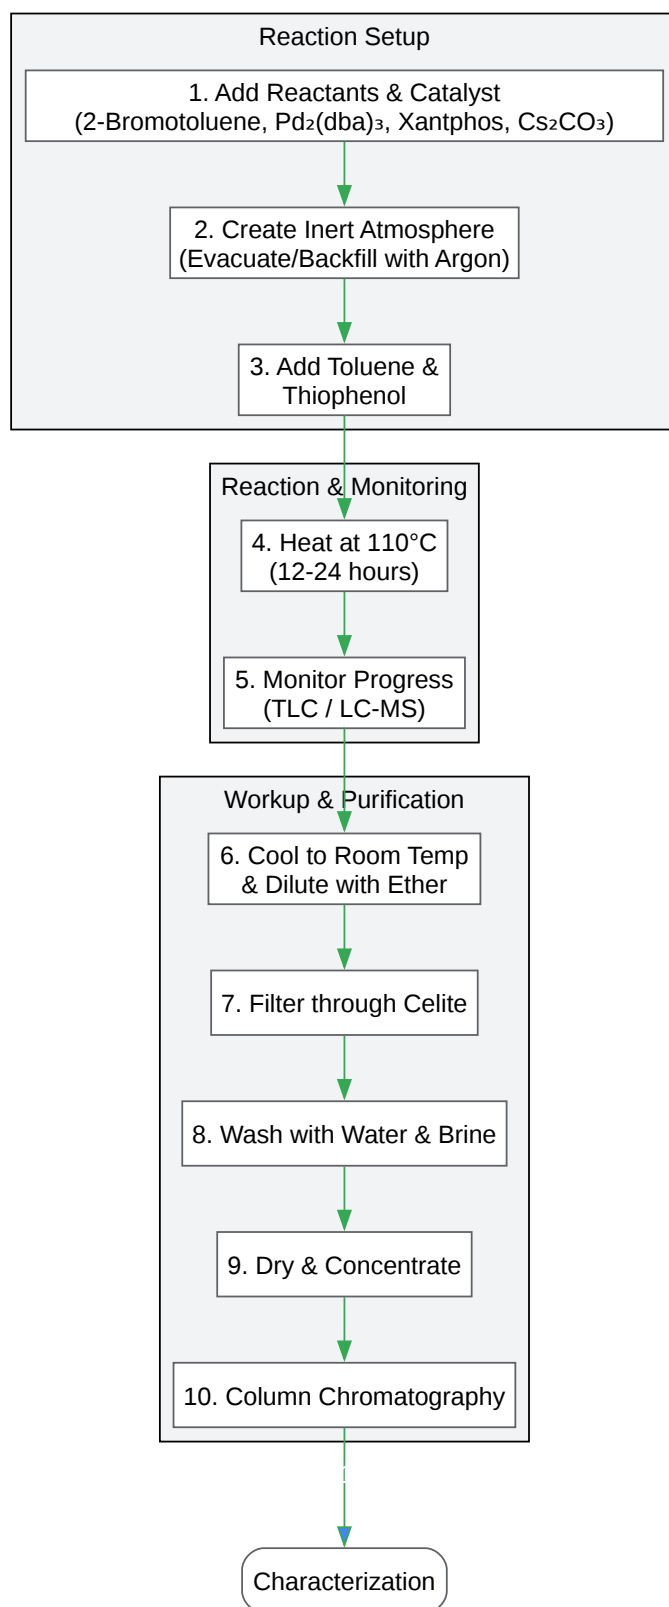 Reaction Setup
1. Add Reactants & Catalyst
(2-Bromotoluene, Pd₂(dba)₃, Xantphos, Cs₂CO₃)
2. Create Inert Atmosphere
(Evacuate/Backfill with Argon)
3. Add Toluene &
Thiophenol
Reaction & Monitoring
4. Heat at 110°C
(12-24 hours)
5. Monitor Progress
(TLC / LC-MS)
Workup & Purification
6. Cool to Room Temp
& Dilute with Ether
7. Filter through Celite
8. Wash with Water & Brine
9. Dry & Concentrate
10. Column Chromatography
Characterization